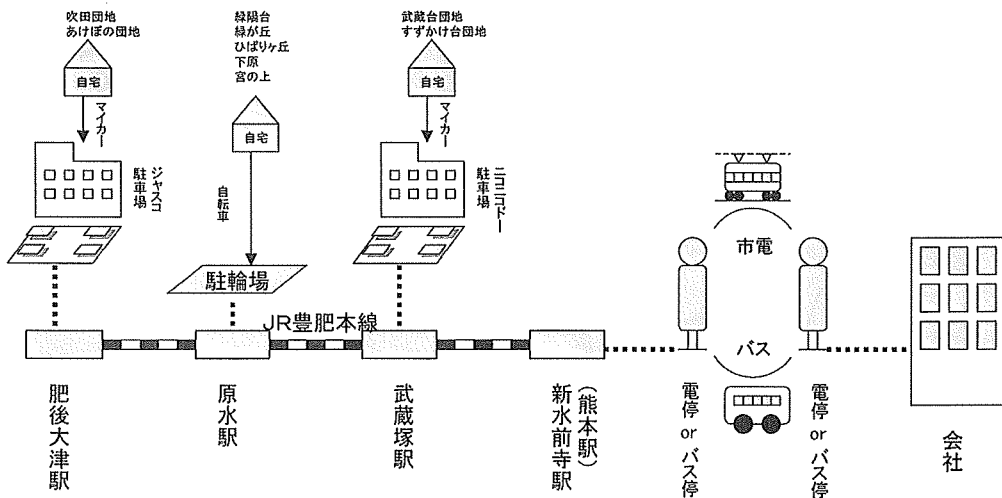 吹田団地
あけぼの団地
自宅
マイカー
ジャスコ
駐車場
緑陽台
緑が丘
ひばりヶ丘
下原
宮の上
自宅
自転車
駐輪場
武蔵台団地
すずかけ台団地
自宅
マイカー
ニコニコドー
駐車場
市電
バス
JR豊肥本線
肥後大津駅
原水駅
武蔵塚駅
新水前寺駅
(熊本駅)
電停 or バス停
電停 or バス停
会社